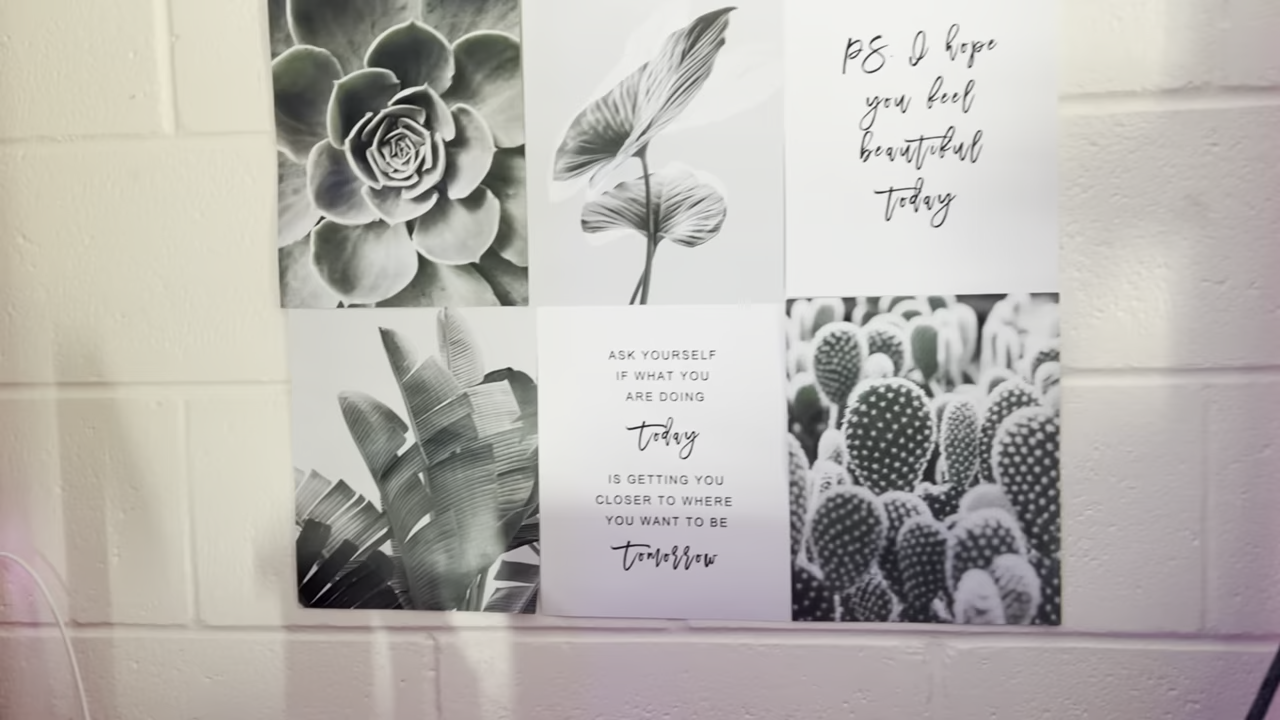 PS. I hope
you feel
beautiful
today
ASK YOURSELF
IF WHAT YOU
ARE DOING
today
IS GETTING YOU
CLOSER TO WHERE
YOU WANT TO BE
tomorrow